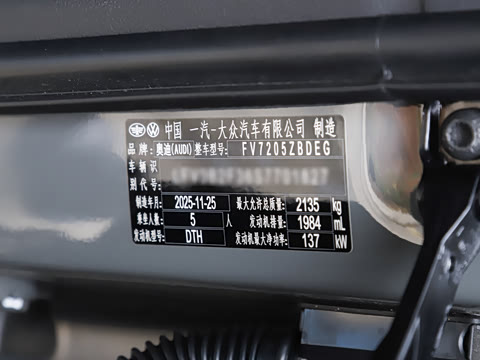 中国 一汽-大众汽车有限公司 制造
品牌: 奥迪(AUDI) 整车型号: FV7205ZBDEG
车辆识
别代号:
制造年月 2025-11-25 最大允许总质量: 2135 kg
乘坐人数 5 人 发动机排量: 1984 mL
发动机型号 DTH 发动机最大净功率: 137 kW